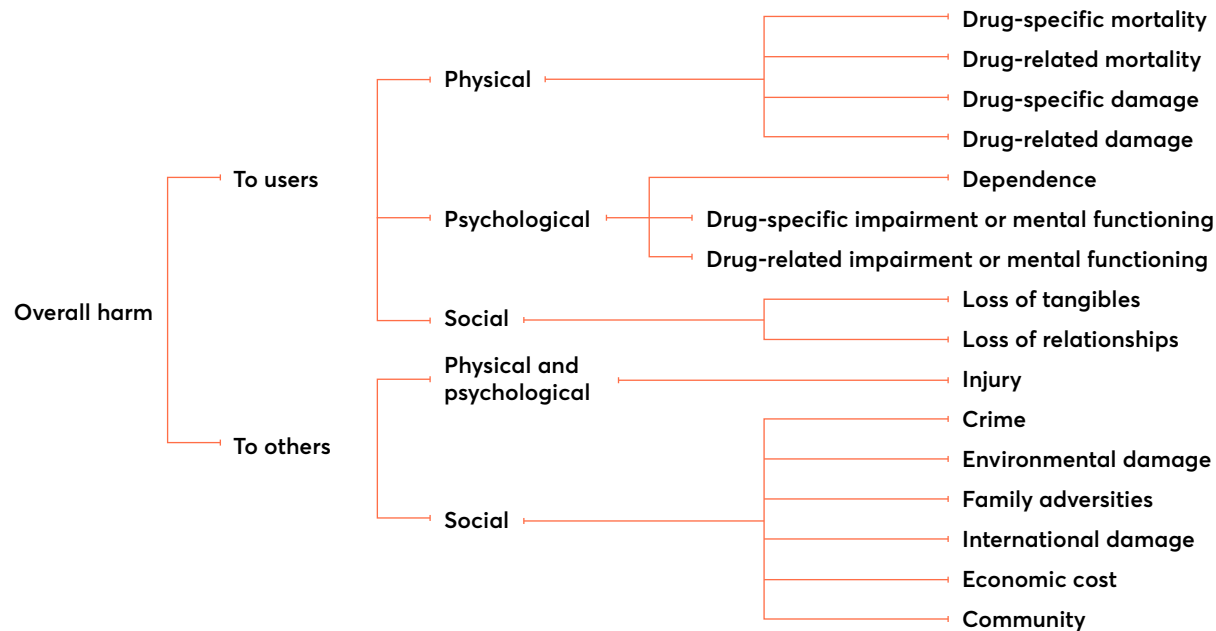 Drug-specific mortality
Drug-related mortality
Physical
Drug-specific damage
Drug-related damage
To users
Dependence
Psychological
Drug-specific impairment or mental functioning
Drug-related impairment or mental functioning
Loss of tangibles
Overall harm
Social
Loss of relationships
Physical and
psychological
Injury
Crime
To others
Environmental damage
Family adversities
Social
International damage
Economic cost
Community